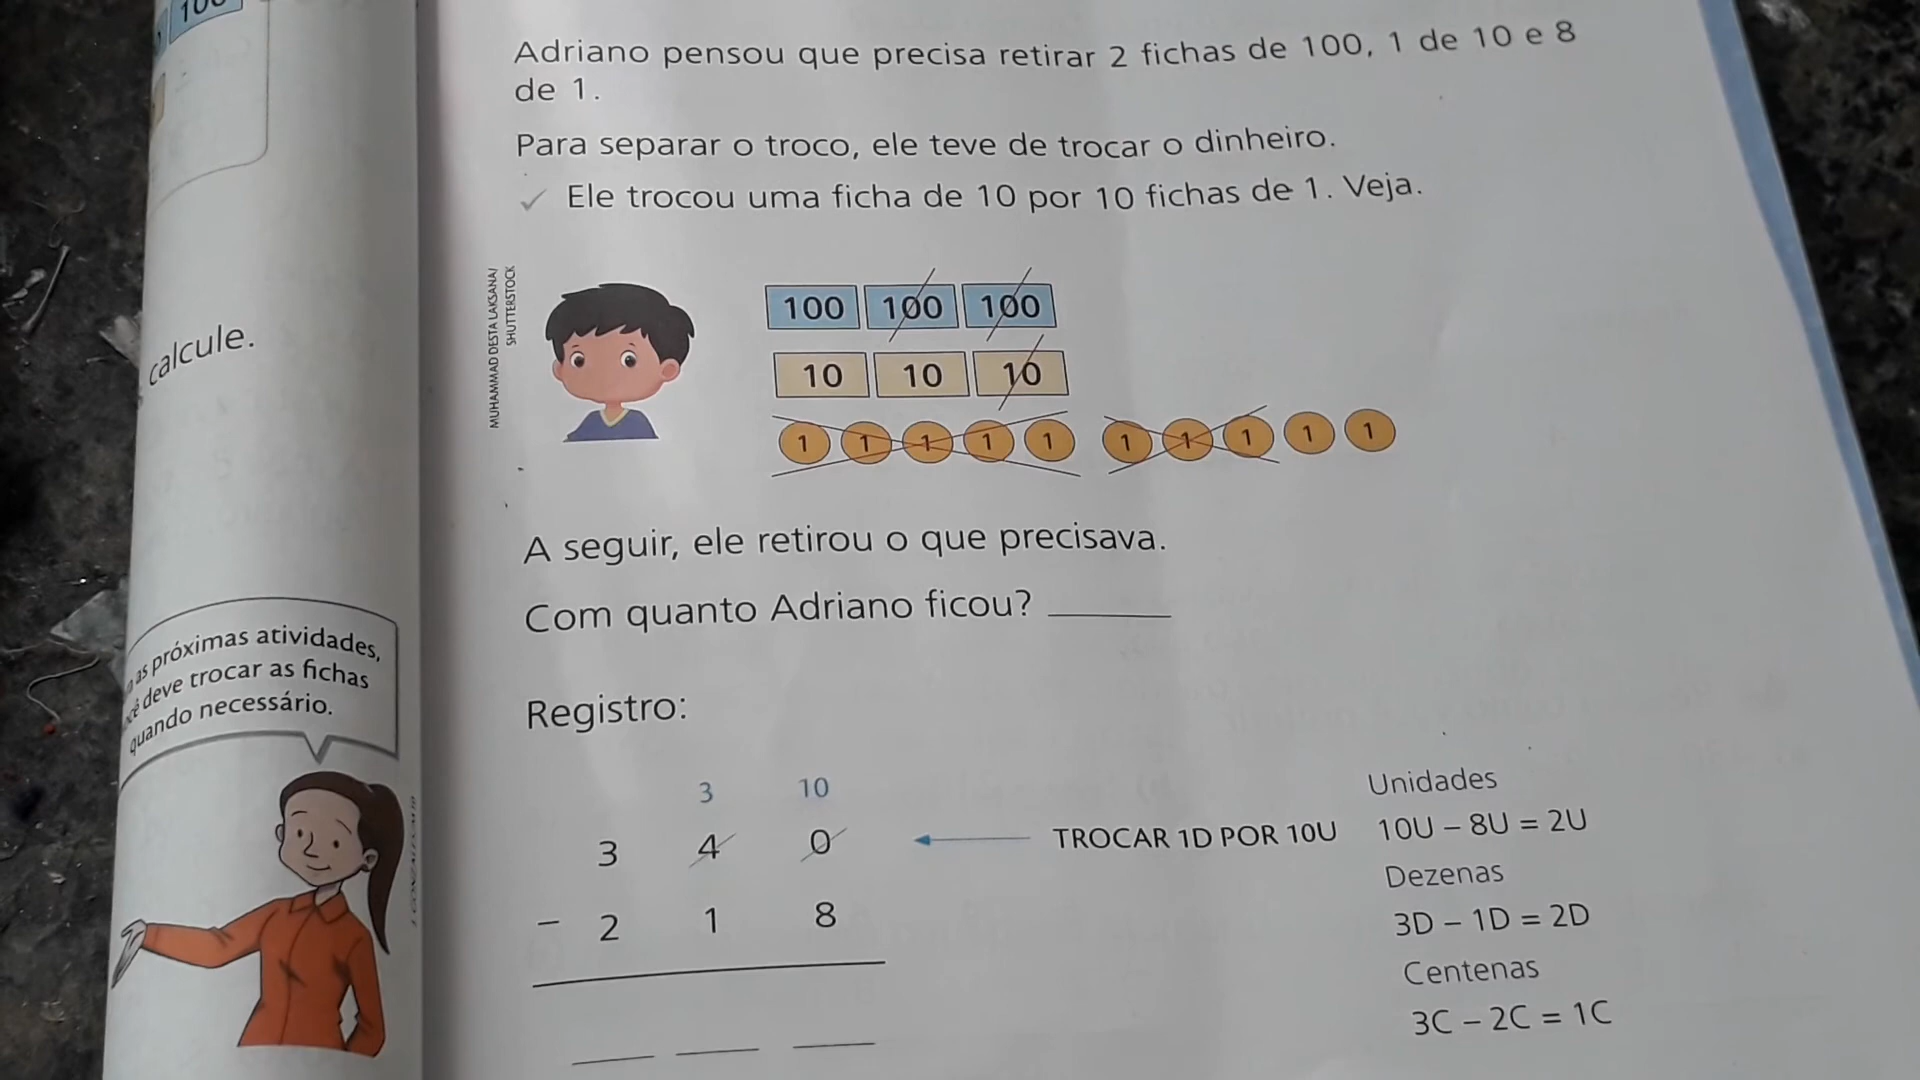 100
calcule.
as próximas atividades,
deve trocar as fichas
quando necessário.
Adriano pensou que precisa retirar 2 fichas de 100, 1 de 10 e 8
de 1.
Para separar o troco, ele teve de trocar o dinheiro.
✓ Ele trocou uma ficha de 10 por 10 fichas de 1. Veja.
MUHAMMAD DESTA LAKSANA/
SHUTTERSTOCK
100 100 100
10 10 10
1 1 1 1 1 1 1 1 1 1
A seguir, ele retirou o que precisava.
Com quanto Adriano ficou?
Registro:
3 10
3 4 0
TROCAR 1D POR 10U
− 2 1 8
Unidades
10U − 8U = 2U
Dezenas
3D − 1D = 2D
Centenas
3C − 2C = 1C